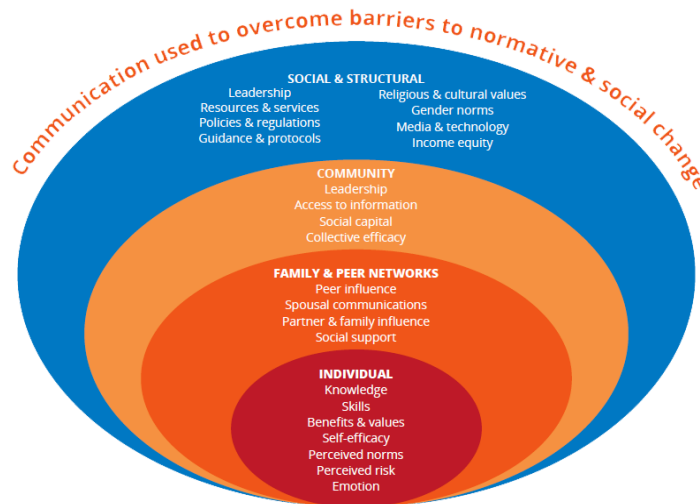 Communication used to overcome barriers to normative & social change
SOCIAL & STRUCTURAL
Leadership
Resources & services
Policies & regulations
Guidance & protocols
Religious & cultural values
Gender norms
Media & technology
Income equity
COMMUNITY
Leadership
Access to information
Social capital
Collective efficacy
FAMILY & PEER NETWORKS
Peer influence
Spousal communications
Partner & family influence
Social support
INDIVIDUAL
Knowledge
Skills
Benefits & values
Self-efficacy
Perceived norms
Perceived risk
Emotion